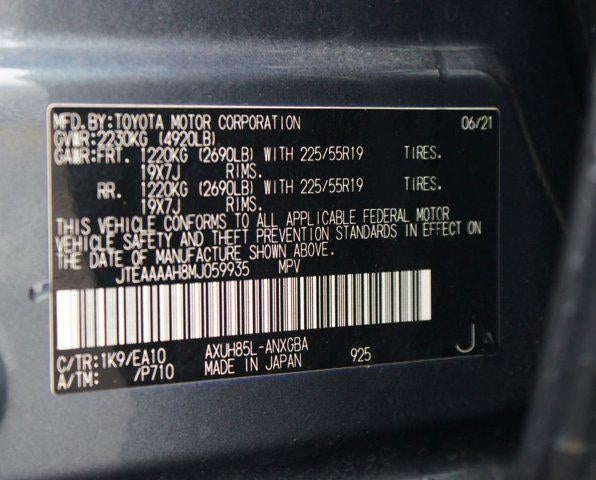 MFD.BY:TOYOTA MOTOR CORPORATION 06/21
GVWR:2230KG (4920LB)
GAWR:FRT. 1220KG (2690LB) WITH 225/55R19 TIRES.
19X7J RIMS.
RR. 1220KG (2690LB) WITH 225/55R19 TIRES.
19X7J RIMS.
THIS VEHICLE CONFORMS TO ALL APPLICABLE FEDERAL MOTOR
VEHICLE SAFETY AND THEFT PREVENTION STANDARDS IN EFFECT ON
THE DATE OF MANUFACTURE SHOWN ABOVE.
JTEAAAAH8MJ059935 MPV
C/TR:1K9/EA10 AXUH85L-ANXGBA 925 J
A/TM: /P710 MADE IN JAPAN